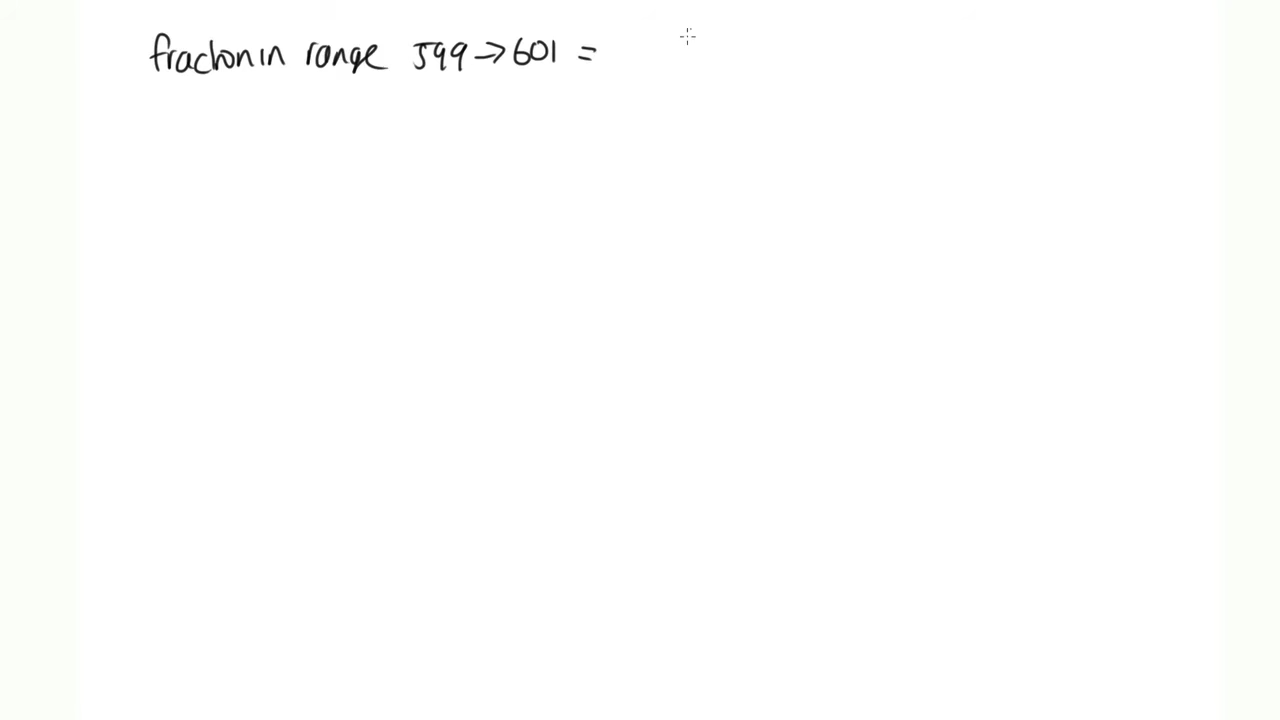 fraction in range 599 → 601 =